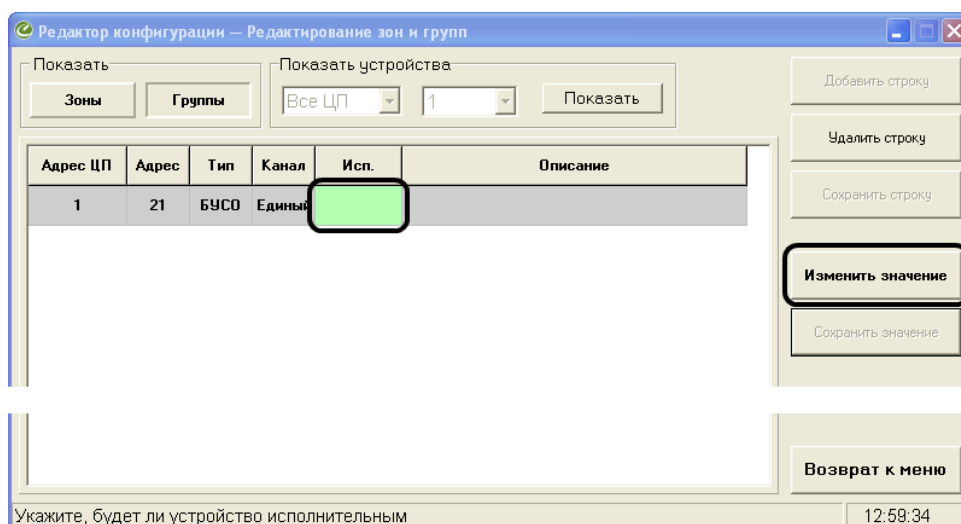 Редактор конфигурации — Редактирование зон и групп
Показать
Показать устройства
Зоны
Группы
Все ЦП
1
Показать
Добавить строку
Удалить строку
Сохранить строку
Изменить значение
Сохранить значение
Возврат к меню
Адрес ЦП Адрес Тип Канал Исп. Описание
1 21 БУСО Единый
Укажите, будет ли устройство исполнительным
12:59:34